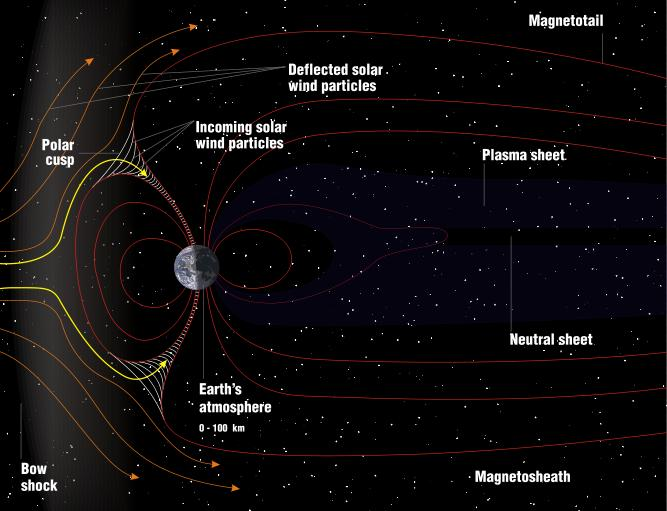 Magnetotail
Deflected solar
wind particles
Incoming solar
wind particles
Polar
cusp
Plasma sheet
Neutral sheet
Earth's
atmosphere
0 - 100 km
Bow
shock
Magnetosheath